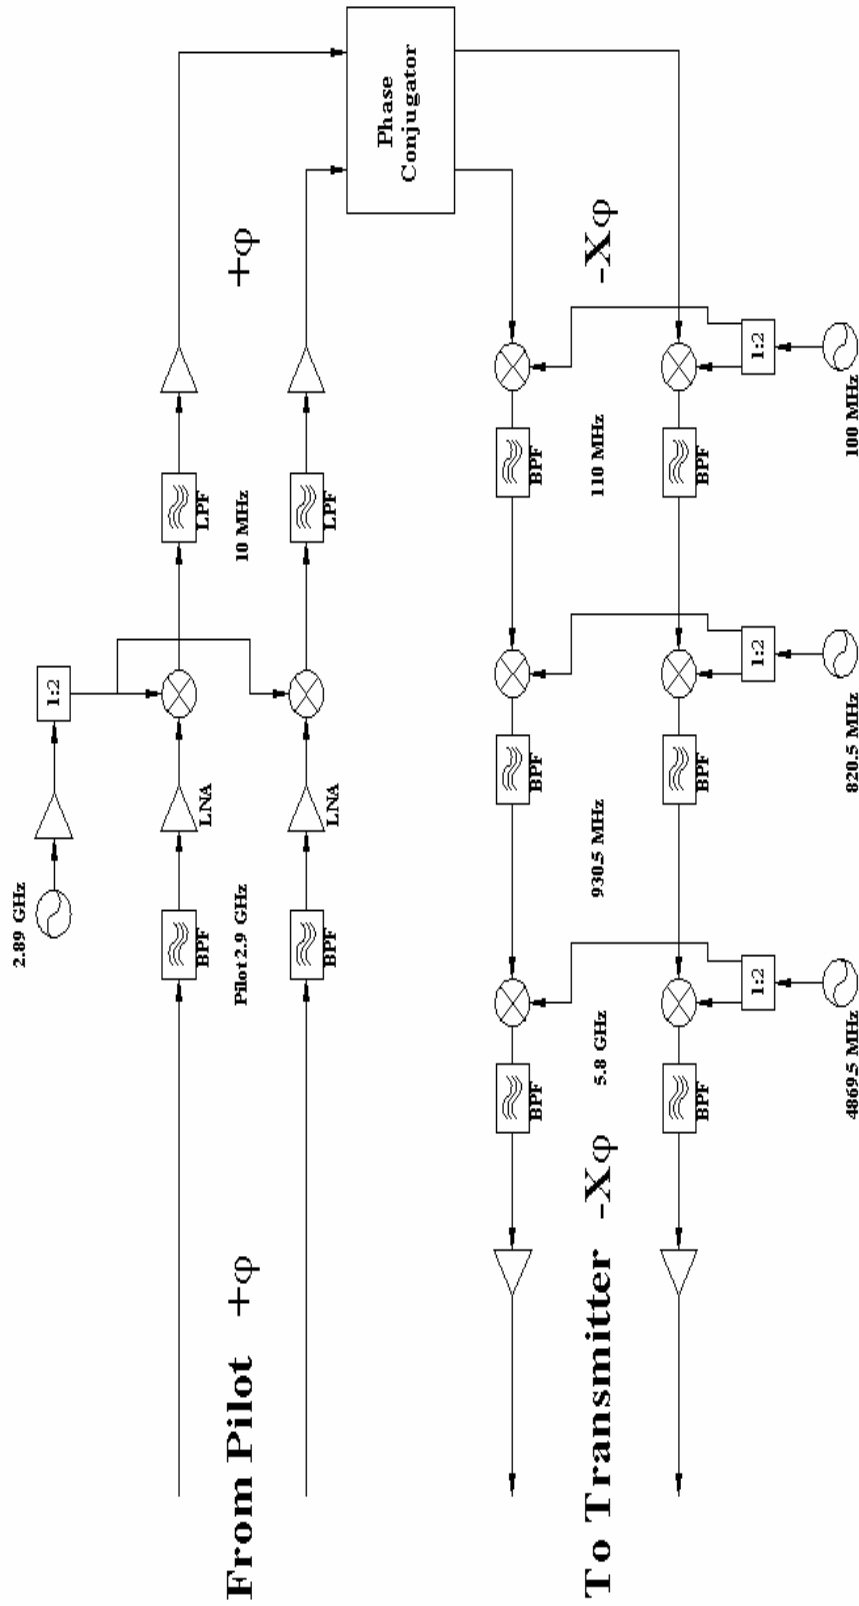 2.89 GHz
1:2
BPF
LNA
LPF
From Pilot +φ
Pilot 2.9 GHz
10 MHz
+φ
BPF
LNA
LPF
Phase
Conjugator
BPF
BPF
BPF
To Transmitter -Xφ
5.8 GHz
930.5 MHz
110 MHz
-Xφ
BPF
BPF
BPF
1:2
1:2
1:2
4869.5 MHz
820.5 MHz
100 MHz